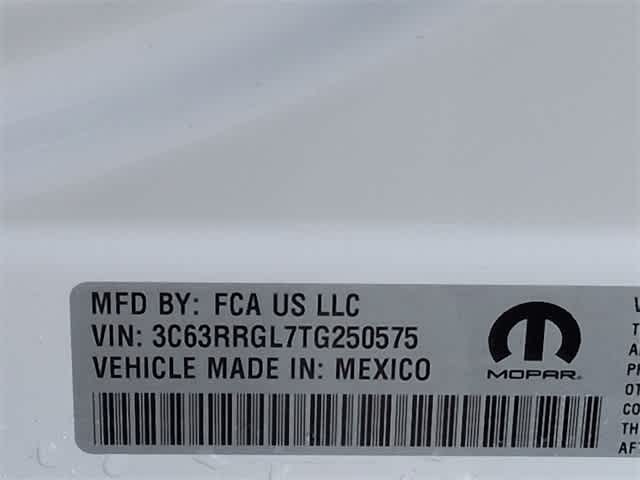 MFD BY: FCA US LLC
VIN: 3C63RRGL7TG250575
VEHICLE MADE IN: MEXICO
MOPAR